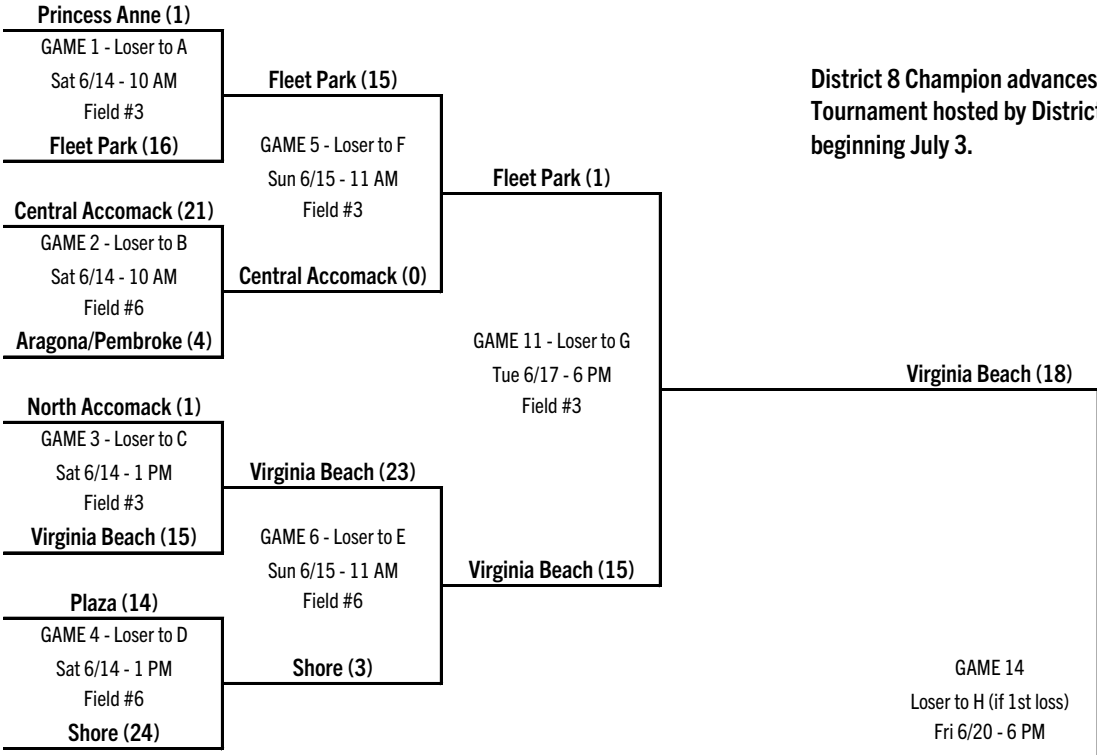 Princess Anne (1)
GAME 1 - Loser to A
Sat 6/14 - 10 AM
Field #3
Fleet Park (16)
Central Accomack (21)
GAME 2 - Loser to B
Sat 6/14 - 10 AM
Field #6
Aragona/Pembroke (4)
North Accomack (1)
GAME 3 - Loser to C
Sat 6/14 - 1 PM
Field #3
Virginia Beach (15)
Plaza (14)
GAME 4 - Loser to D
Sat 6/14 - 1 PM
Field #6
Shore (24)
Fleet Park (15)
GAME 5 - Loser to F
Sun 6/15 - 11 AM
Field #3
Central Accomack (0)
Virginia Beach (23)
GAME 6 - Loser to E
Sun 6/15 - 11 AM
Field #6
Shore (3)
Fleet Park (1)
GAME 11 - Loser to G
Tue 6/17 - 6 PM
Field #3
Virginia Beach (15)
District 8 Champion advances
Tournament hosted by District
beginning July 3.
Virginia Beach (18)
GAME 14
Loser to H (if 1st loss)
Fri 6/20 - 6 PM